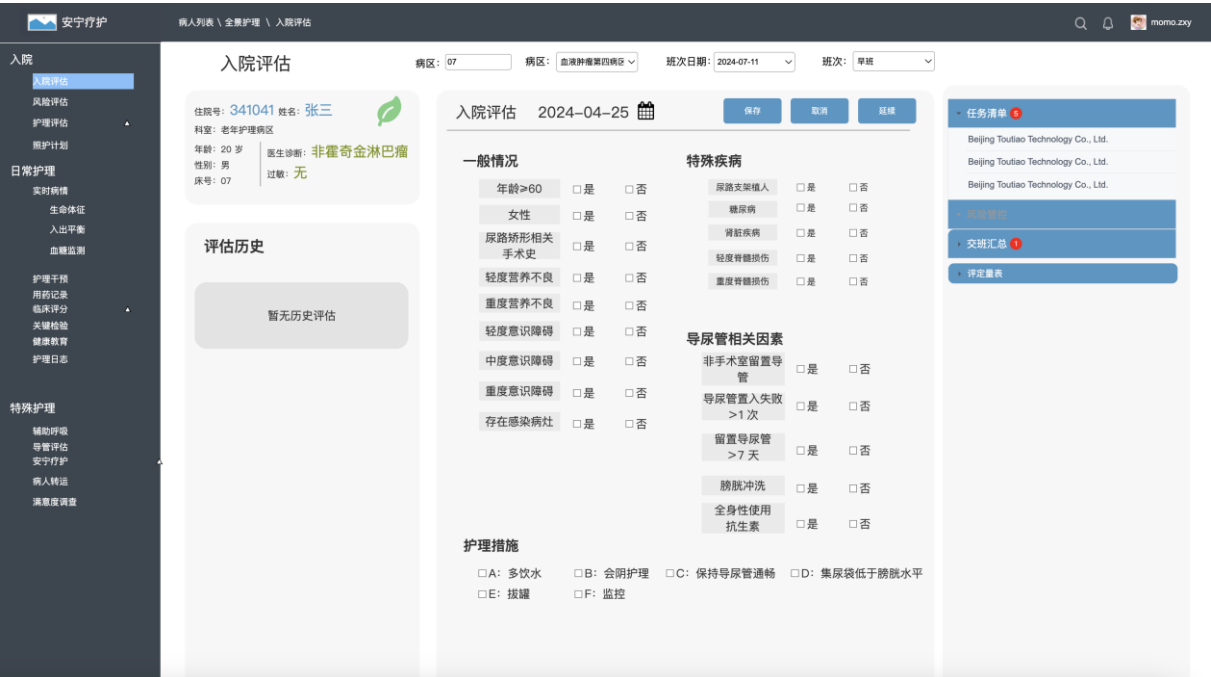 安宁疗护
病人列表 \ 全景护理 \ 入院评估
momo.zxy
入院
入院评估
风险评估
护理评估
照护计划
日常护理
实时病情
生命体征
入出平衡
血糖监测
护理干预
用药记录
临床评分
关键检验
健康教育
护理日志
特殊护理
辅助呼吸
导管评估
安宁疗护
病人转运
满意度调查
入院评估
病区: 07
病区: 血液肿瘤第四病区
班次日期: 2024-07-11
班次: 早班
住院号: 341041 姓名: 张三
科室: 老年护理病区
年龄: 20 岁
性别: 男
床号: 07
医生诊断: 非霍奇金淋巴瘤
过敏: 无
评估历史
暂无历史评估
入院评估 2024-04-25
保存 取消 延续
一般情况
年龄≥60 □是 □否
女性 □是 □否
尿路矫形相关
手术史 □是 □否
轻度营养不良 □是 □否
重度营养不良 □是 □否
轻度意识障碍 □是 □否
中度意识障碍 □是 □否
重度意识障碍 □是 □否
存在感染病灶 □是 □否
特殊疾病
尿路支架植人 □是 □否
糖尿病 □是 □否
肾脏疾病 □是 □否
轻度脊髓损伤 □是 □否
重度脊髓损伤 □是 □否
导尿管相关因素
非手术室留置导
管 □是 □否
导尿管置入失败
>1 次 □是 □否
留置导尿管
>7 天 □是 □否
膀胱冲洗 □是 □否
全身性使用
抗生素 □是 □否
护理措施
□A: 多饮水 □B: 会阴护理 □C: 保持导尿管通畅 □D: 集尿袋低于膀胱水平
□E: 拔罐 □F: 监控
任务清单 5
Beijing Toutiao Technology Co., Ltd.
Beijing Toutiao Technology Co., Ltd.
Beijing Toutiao Technology Co., Ltd.
风险管控
交班汇总 1
评定量表